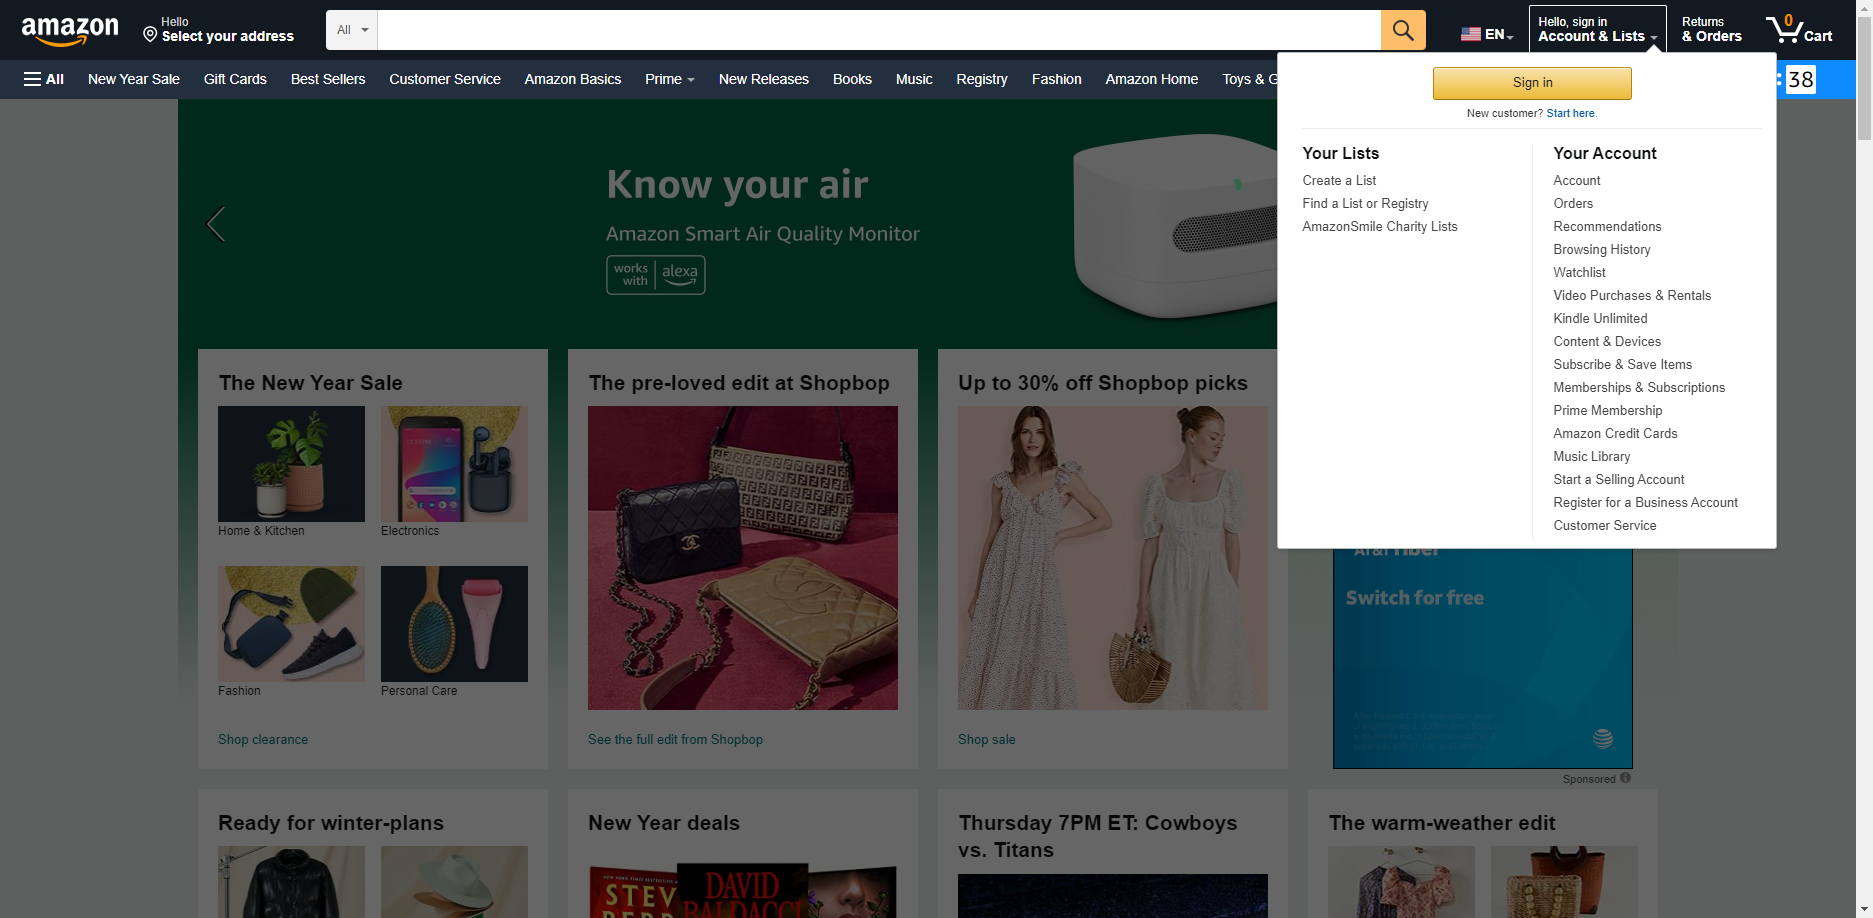 amazon
Hello
Select your address
All
EN
Hello, sign in
Account & Lists
Returns
& Orders
0
Cart
All
New Year Sale
Gift Cards
Best Sellers
Customer Service
Amazon Basics
Prime
New Releases
Books
Music
Registry
Fashion
Amazon Home
Toys & G
: 38
Sign in
New customer? Start here.
Your Lists
Create a List
Find a List or Registry
AmazonSmile Charity Lists
Your Account
Account
Orders
Recommendations
Browsing History
Watchlist
Video Purchases & Rentals
Kindle Unlimited
Content & Devices
Subscribe & Save Items
Memberships & Subscriptions
Prime Membership
Amazon Credit Cards
Music Library
Start a Selling Account
Register for a Business Account
Customer Service
Know your air
Amazon Smart Air Quality Monitor
works
with
alexa
The New Year Sale
Home & Kitchen
Electronics
Fashion
Personal Care
Shop clearance
The pre-loved edit at Shopbop
See the full edit from Shopbop
Up to 30% off Shopbop picks
Shop sale
AT&T Fiber
Switch for free
Sponsored
Ready for winter-plans
New Year deals
STEV
DAVID
BALDACCI
Thursday 7PM ET: Cowboys
vs. Titans
The warm-weather edit